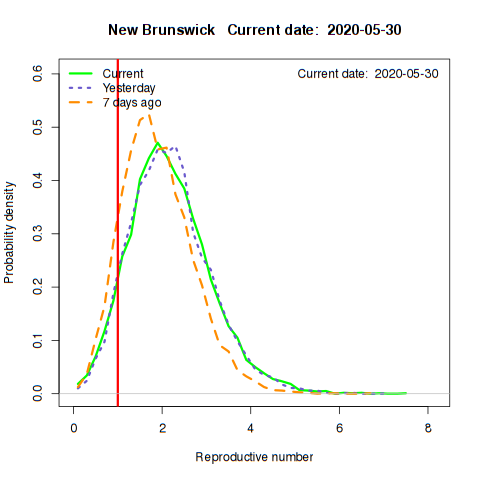 New Brunswick   Current date:  2020-05-30
Current
Yesterday
7 days ago
Current date:  2020-05-30
Probability density
0.6
0.5
0.4
0.3
0.2
0.1
0.0
0 2 4 6 8
Reproductive number